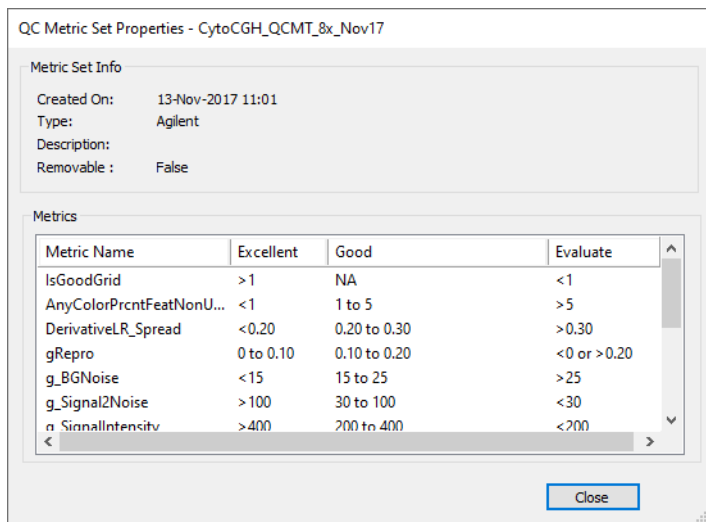 QC Metric Set Properties - CytoCGH_QCMT_8x_Nov17
Metric Set Info
Created On: 13-Nov-2017 11:01
Type: Agilent
Description:
Removable : False
Metrics
Metric Name Excellent Good Evaluate
IsGoodGrid >1 NA <1
AnyColorPrcntFeatNonU... <1 1 to 5 >5
DerivativeLR_Spread <0.20 0.20 to 0.30 >0.30
gRepro 0 to 0.10 0.10 to 0.20 <0 or >0.20
g_BGNoise <15 15 to 25 >25
g_Signal2Noise >100 30 to 100 <30
g_SignalIntensity >400 200 to 400 <200
Close